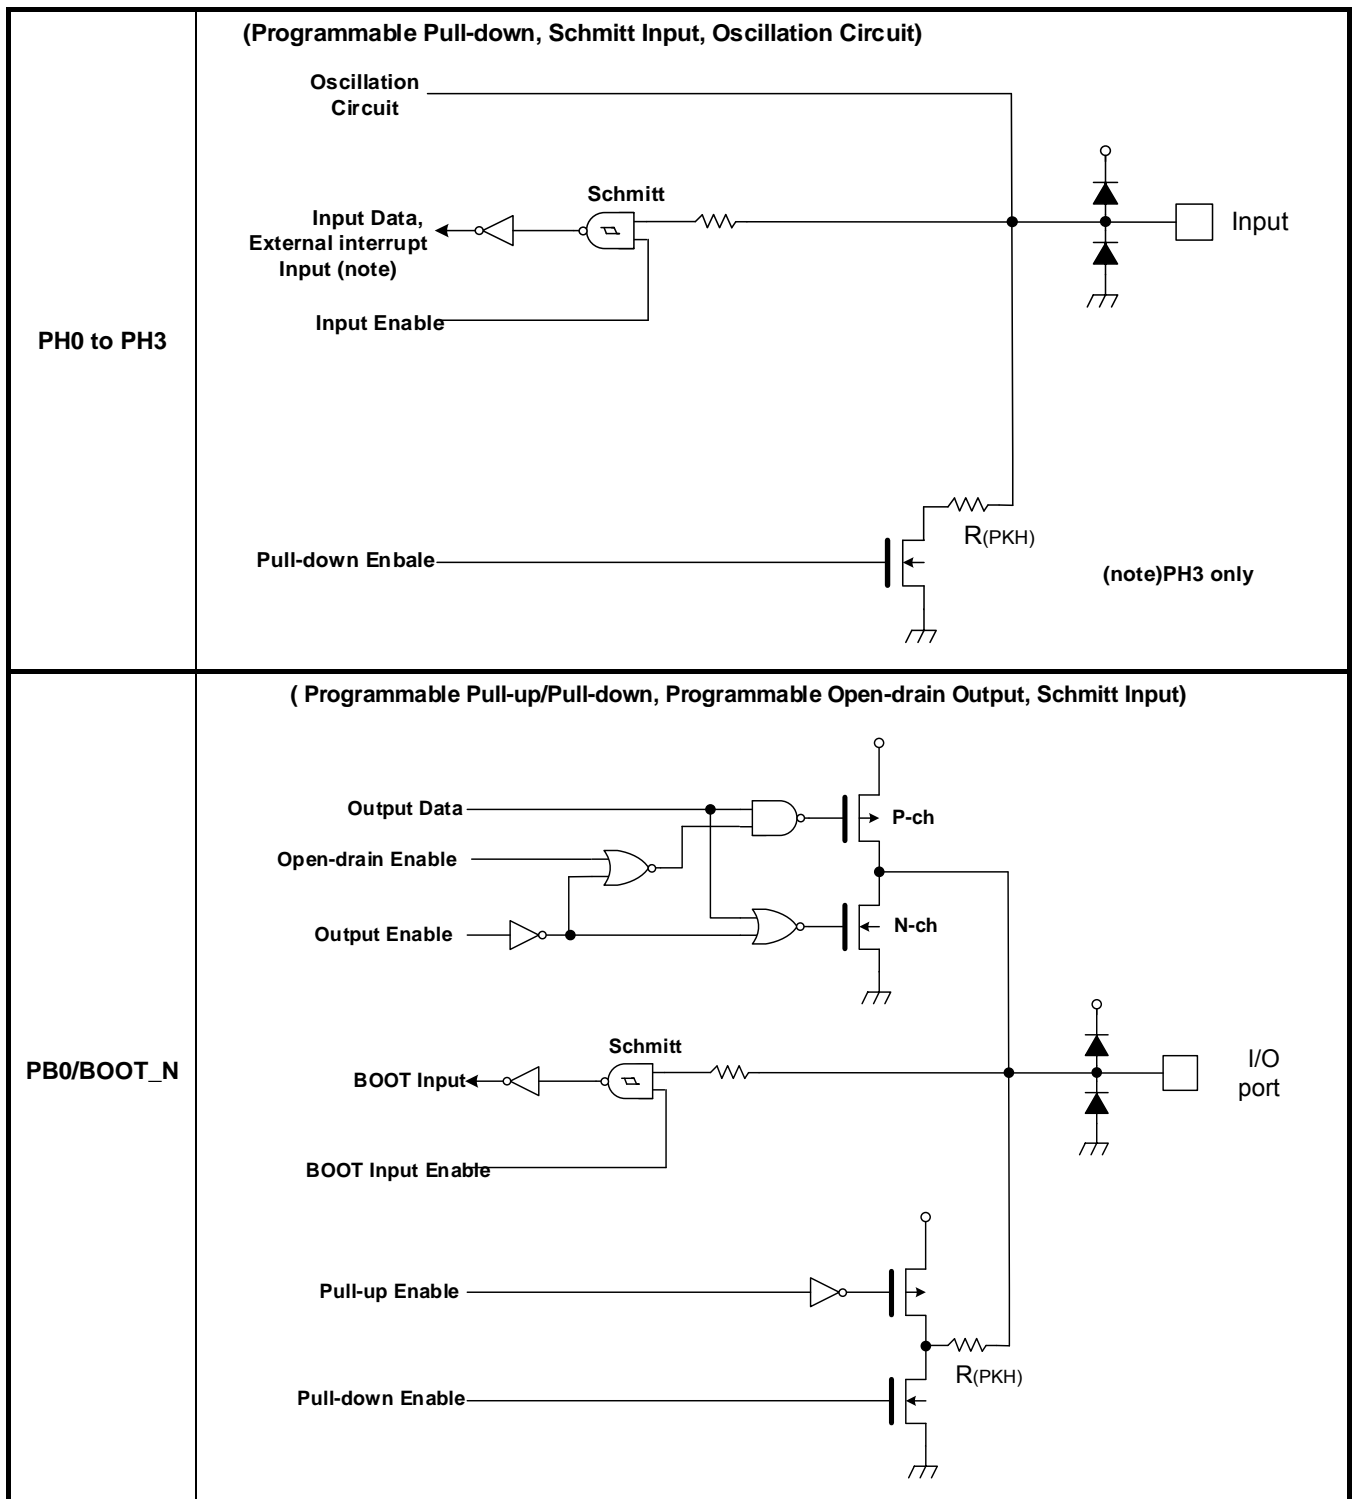 (Programmable Pull-down, Schmitt Input, Oscillation Circuit)
Oscillation
Circuit
Schmitt
Input Data,
External interrupt
Input (note)
Input
Input Enable
PH0 to PH3
R(PKH)
Pull-down Enbale
(note)PH3 only
( Programmable Pull-up/Pull-down, Programmable Open-drain Output, Schmitt Input)
Output Data
P-ch
Open-drain Enable
Output Enable
N-ch
Schmitt
PB0/BOOT_N
BOOT Input
I/O
port
BOOT Input Enable
Pull-up Enable
R(PKH)
Pull-down Enable